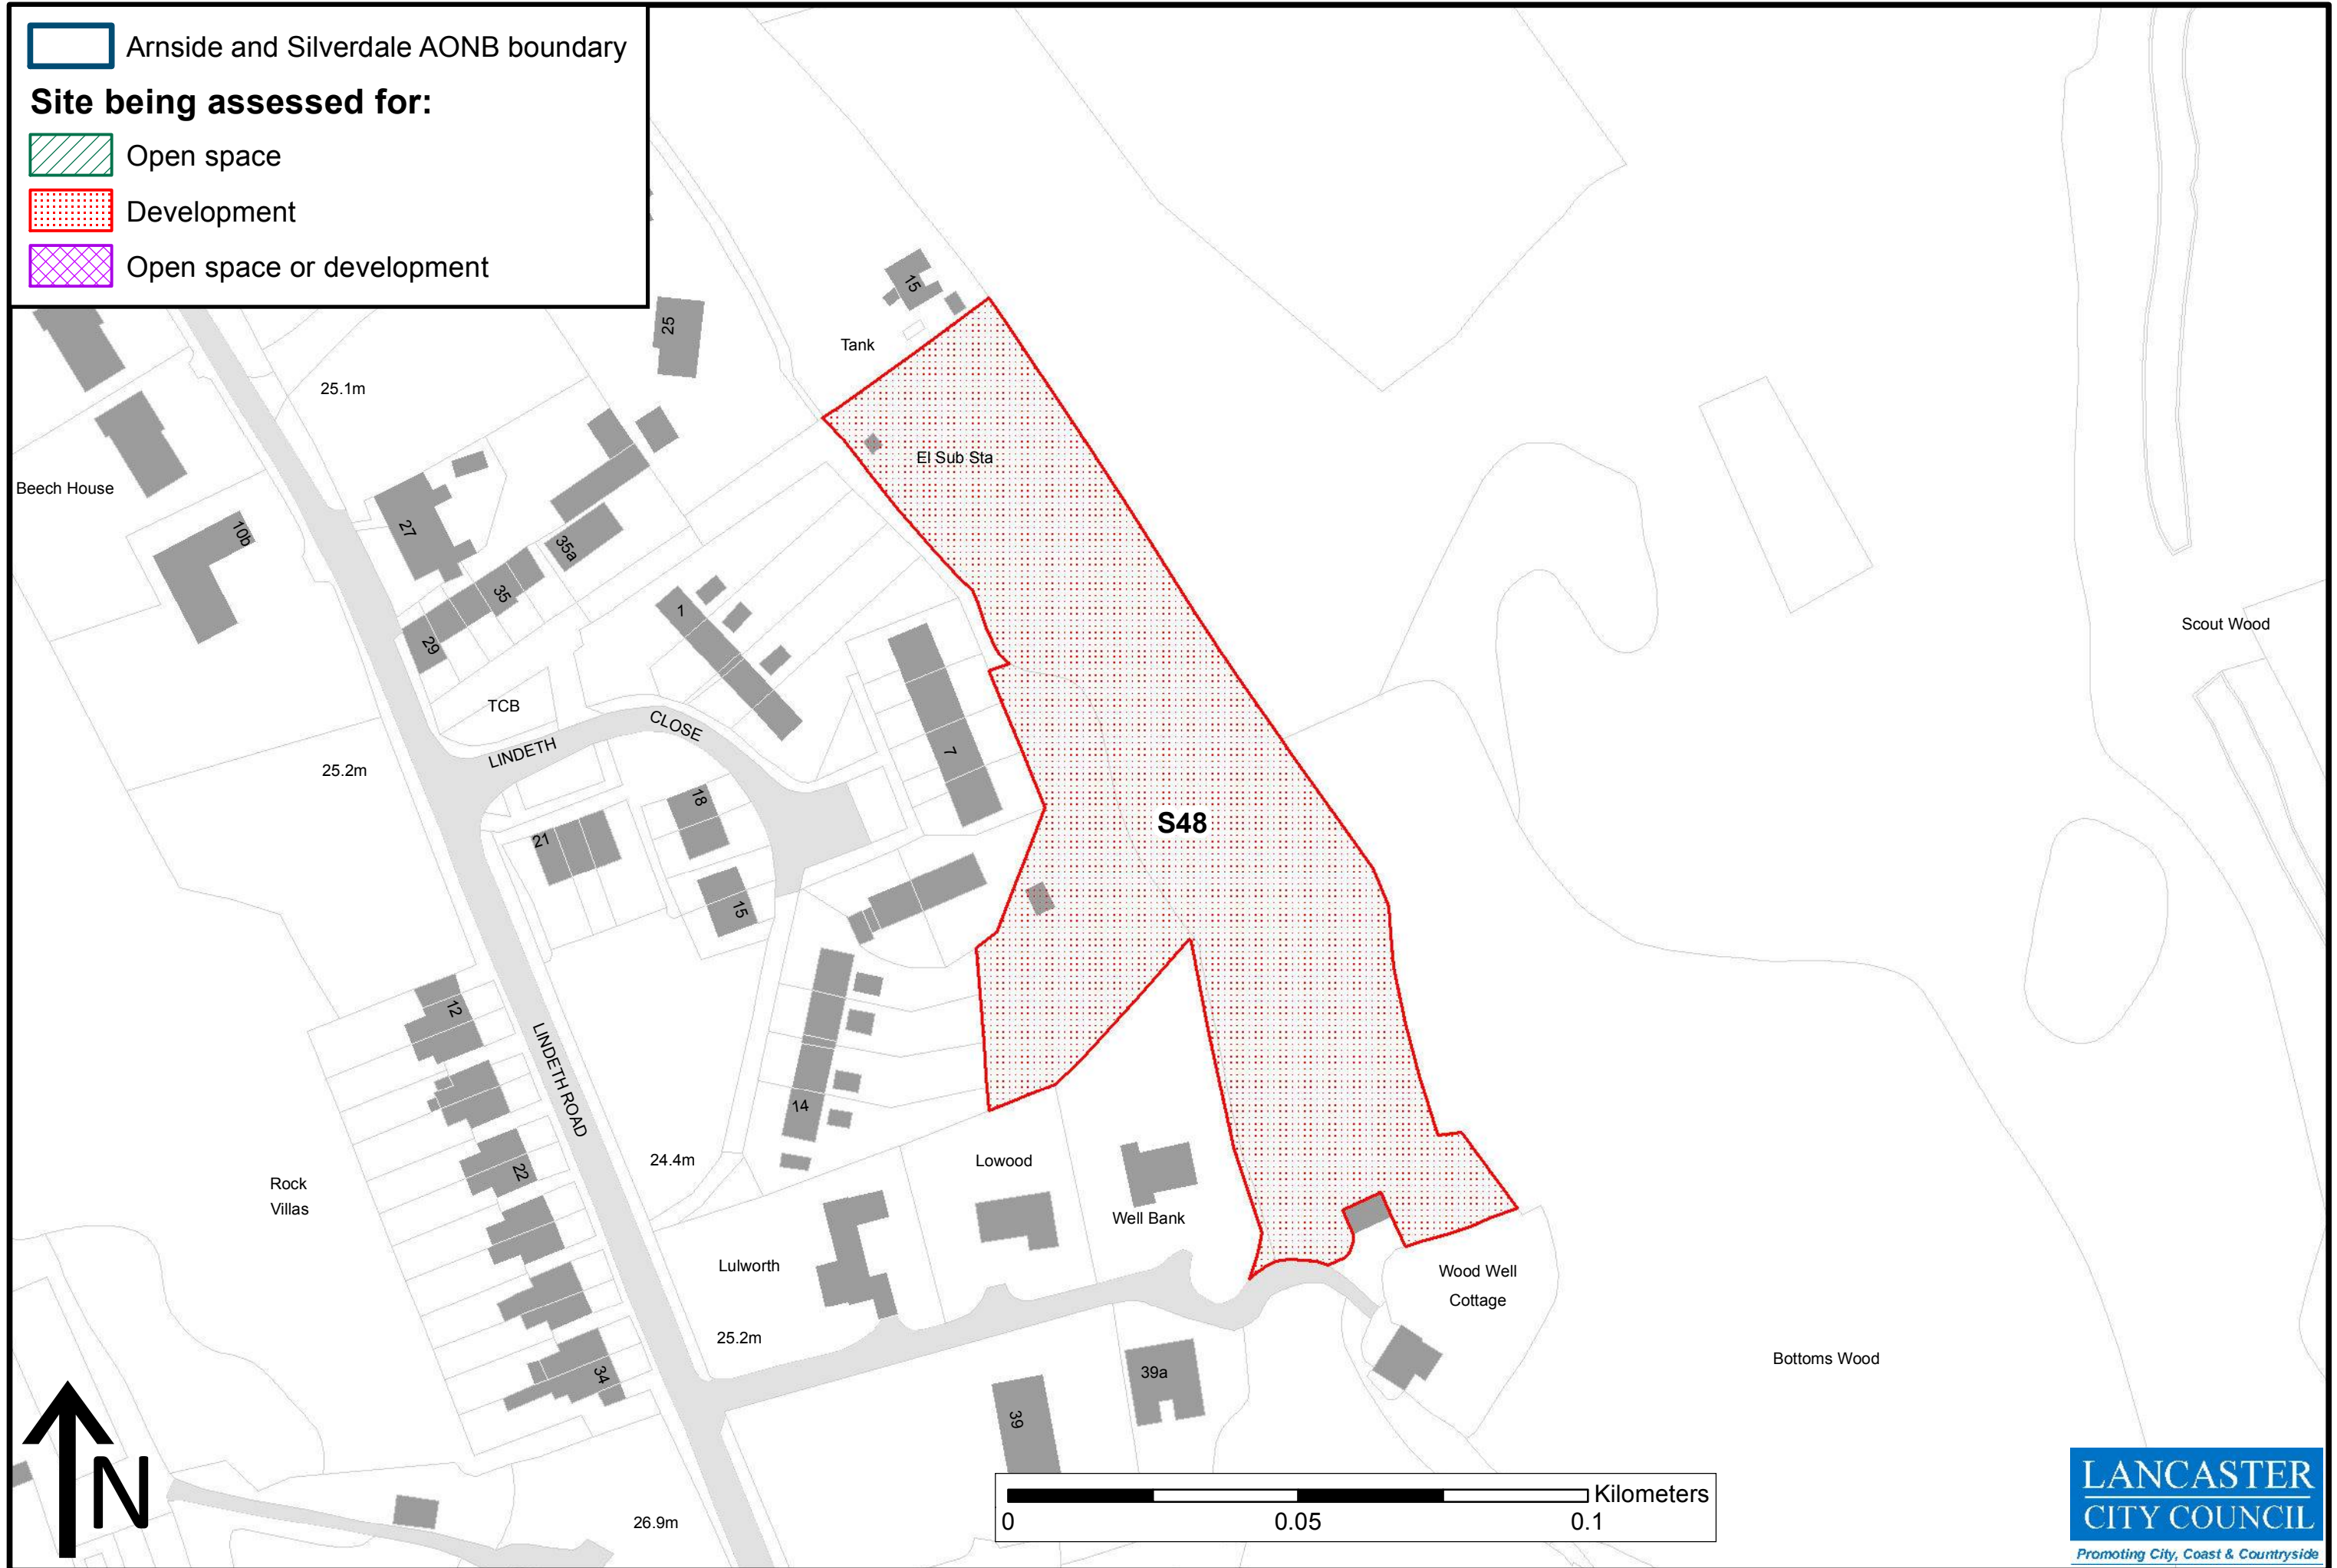 Arnside and Silverdale AONB boundary
Site being assessed for:
Open space
Development
Open space or development
15
Tank
25
25.1m
El Sub Sta
Beech House
10b
27
35a
35
29
1
Scout Wood
TCB
CLOSE
LINDETH
7
25.2m
18
S48
21
15
12
LINDETH ROAD
14
24.4m
Lowood
22
Rock
Villas
Well Bank
Lulworth
Wood Well
Cottage
25.2m
Bottoms Wood
34
39a
39
N
26.9m
Kilometers
0
0.05
0.1
LANCASTER
CITY COUNCIL
Promoting City, Coast & Countryside